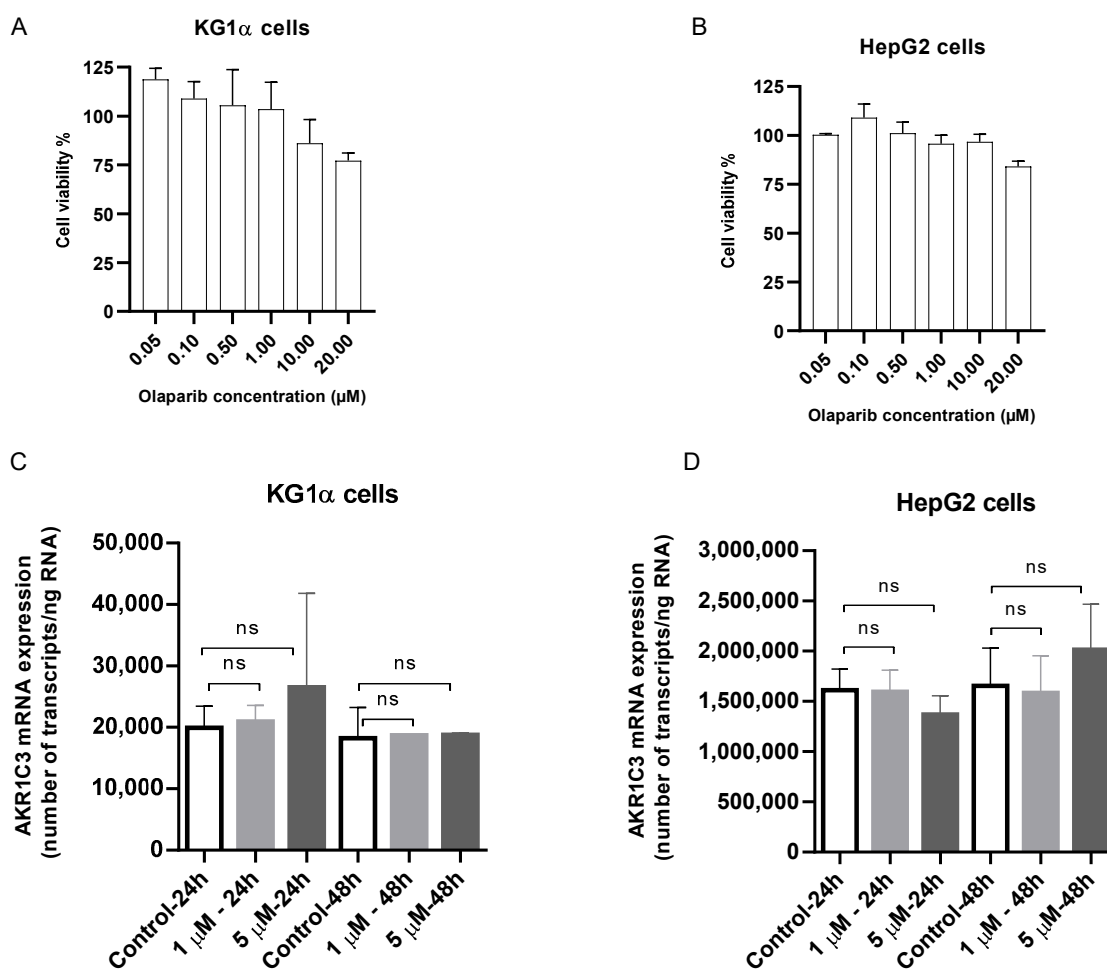 A
KG1α cells
Cell viability %
125
100
75
50
25
0
0.05
0.10
0.50
1.00
10.00
20.00
Olaparib concentration (µM)
B
HepG2 cells
Cell viability %
125
100
75
50
25
0
0.05
0.10
0.50
1.00
10.00
20.00
Olaparib concentration (µM)
C
KG1α cells
AKR1C3 mRNA expression
(number of transcripts/ng RNA)
50,000
40,000
30,000
20,000
10,000
0
ns
ns
ns
ns
Control-24h
1 µM - 24h
5 µM-24h
Control-48h
1 µM - 48h
5 µM-48h
D
HepG2 cells
AKR1C3 mRNA expression
(number of transcripts/ng RNA)
3,000,000
2,500,000
2,000,000
1,500,000
1,000,000
500,000
0
ns
ns
ns
ns
Control-24h
1 µM - 24h
5 µM-24h
Control-48h
1 µM - 48h
5 µM-48h